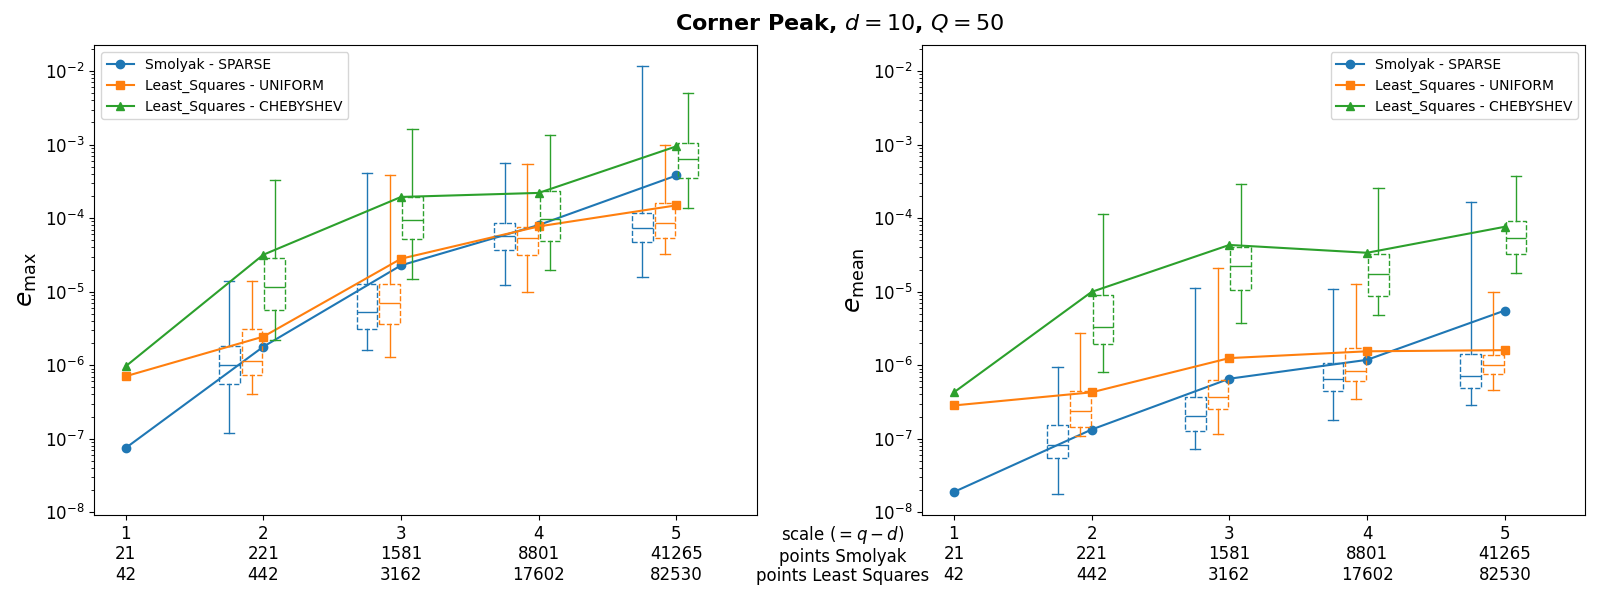 Corner Peak, d = 10, Q = 50
Smolyak - SPARSE
Least_Squares - UNIFORM
Least_Squares - CHEBYSHEV
e_max
10^-2
10^-3
10^-4
10^-5
10^-6
10^-7
10^-8
1 2 3 4 5
21 221 1581 8801 41265
42 442 3162 17602 82530
scale (= q − d)
points Smolyak
points Least Squares
Smolyak - SPARSE
Least_Squares - UNIFORM
Least_Squares - CHEBYSHEV
e_mean
10^-2
10^-3
10^-4
10^-5
10^-6
10^-7
10^-8
1 2 3 4 5
21 221 1581 8801 41265
42 442 3162 17602 82530